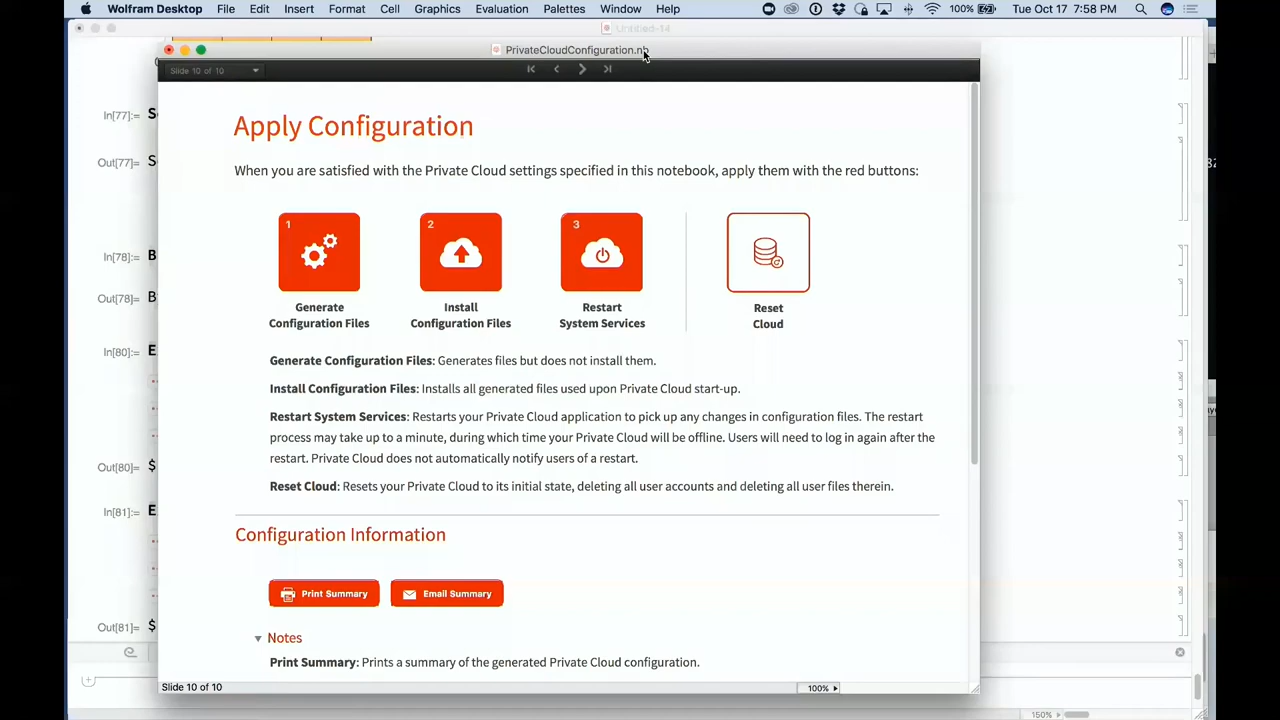 Wolfram Desktop File Edit Insert Format Cell Graphics Evaluation Palettes Window Help 100% Tue Oct 17 7:58 PM
Untitled-14
PrivateCloudConfiguration.nb
Slide 10 of 10
In[77]:= S
Out[77]= S
In[78]:= B
Out[78]= B
In[80]:= E
Out[80]= $
In[81]:= E
Out[81]= $
Apply Configuration
When you are satisfied with the Private Cloud settings specified in this notebook, apply them with the red buttons:
1
2
3
Generate
Configuration Files
Install
Configuration Files
Restart
System Services
Reset
Cloud
Generate Configuration Files: Generates files but does not install them.
Install Configuration Files: Installs all generated files used upon Private Cloud start-up.
Restart System Services: Restarts your Private Cloud application to pick up any changes in configuration files. The restart
process may take up to a minute, during which time your Private Cloud will be offline. Users will need to log in again after the
restart. Private Cloud does not automatically notify users of a restart.
Reset Cloud: Resets your Private Cloud to its initial state, deleting all user accounts and deleting all user files therein.
Configuration Information
Print Summary
Email Summary
Notes
Print Summary: Prints a summary of the generated Private Cloud configuration.
Slide 10 of 10
100%
150%